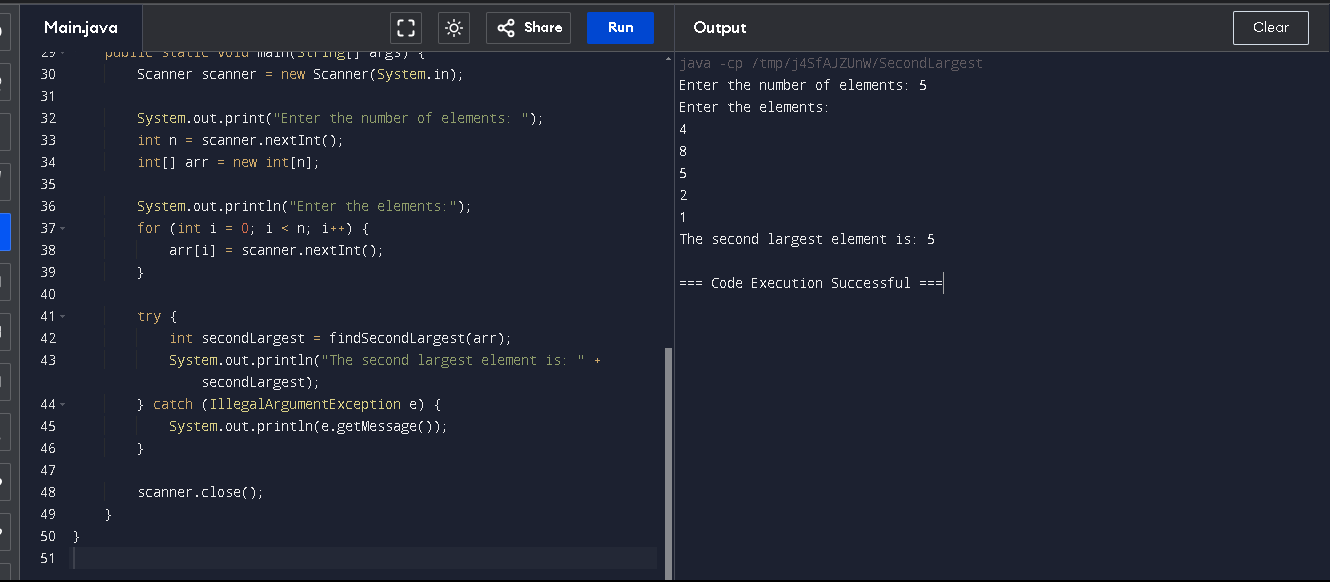 Main.java
Share
Run
Output
Clear
29 public static void main(String[] args) {
30 Scanner scanner = new Scanner(System.in);
31
32 System.out.print("Enter the number of elements: ");
33 int n = scanner.nextInt();
34 int[] arr = new int[n];
35
36 System.out.println("Enter the elements:");
37 for (int i = 0; i < n; i++) {
38 arr[i] = scanner.nextInt();
39 }
40
41 try {
42 int secondLargest = findSecondLargest(arr);
43 System.out.println("The second largest element is: " +
secondLargest);
44 } catch (IllegalArgumentException e) {
45 System.out.println(e.getMessage());
46 }
47
48 scanner.close();
49 }
50 }
51
java -cp /tmp/j4SfAJZUnW/SecondLargest
Enter the number of elements: 5
Enter the elements:
4
8
5
2
1
The second largest element is: 5
=== Code Execution Successful ===